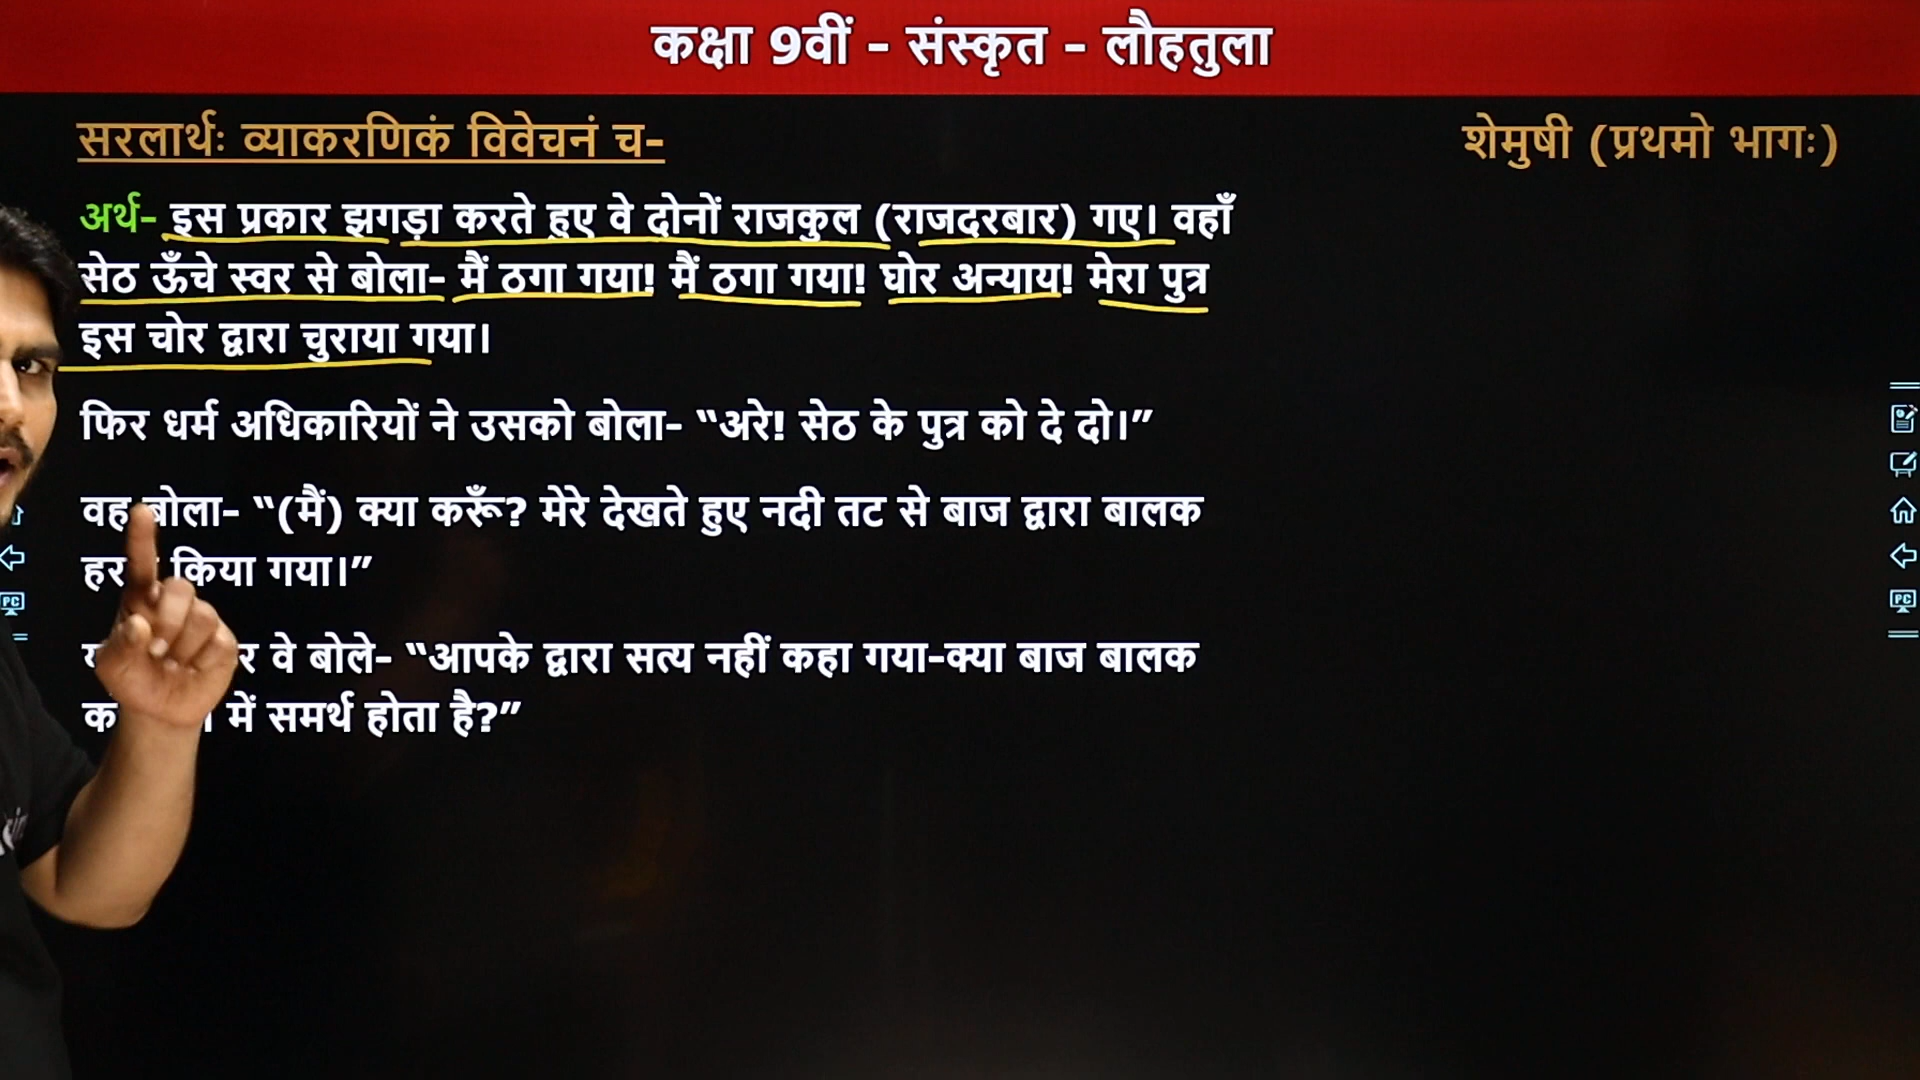 कक्षा 9वीं - संस्कृत - लौहतुला
सरलार्थः व्याकरणिकं विवेचनं च-
शेमुषी (प्रथमो भागः)
अर्थ- इस प्रकार झगड़ा करते हुए वे दोनों राजकुल (राजदरबार) गए। वहाँ
सेठ ऊँचे स्वर से बोला- मैं ठगा गया! मैं ठगा गया! घोर अन्याय! मेरा पुत्र
इस चोर द्वारा चुराया गया।
फिर धर्म अधिकारियों ने उसको बोला- “अरे! सेठ के पुत्र को दे दो।”
वह बोला- “(मैं) क्या करूँ? मेरे देखते हुए नदी तट से बाज द्वारा बालक
किया गया।”
वे बोले- “आपके द्वारा सत्य नहीं कहा गया-क्या बाज बालक
में समर्थ होता है?”
PC
PC